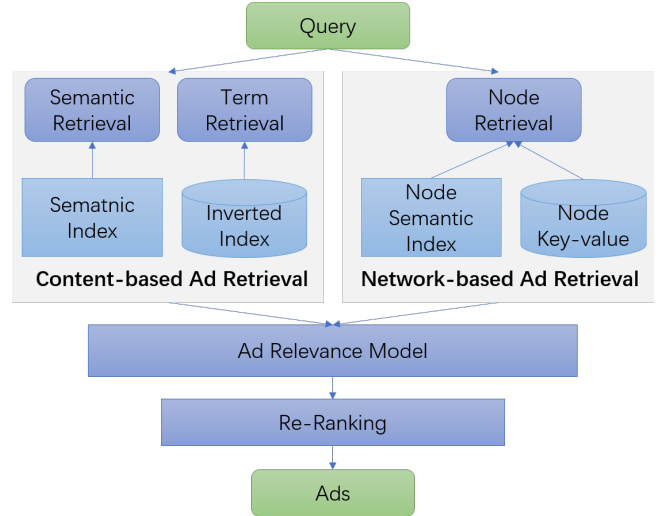 Query
Semantic
Retrieval
Term
Retrieval
Sematnic
Index
Inverted
Index
Content-based Ad Retrieval
Node
Retrieval
Node
Semantic
Index
Node
Key-value
Network-based Ad Retrieval
Ad Relevance Model
Re-Ranking
Ads